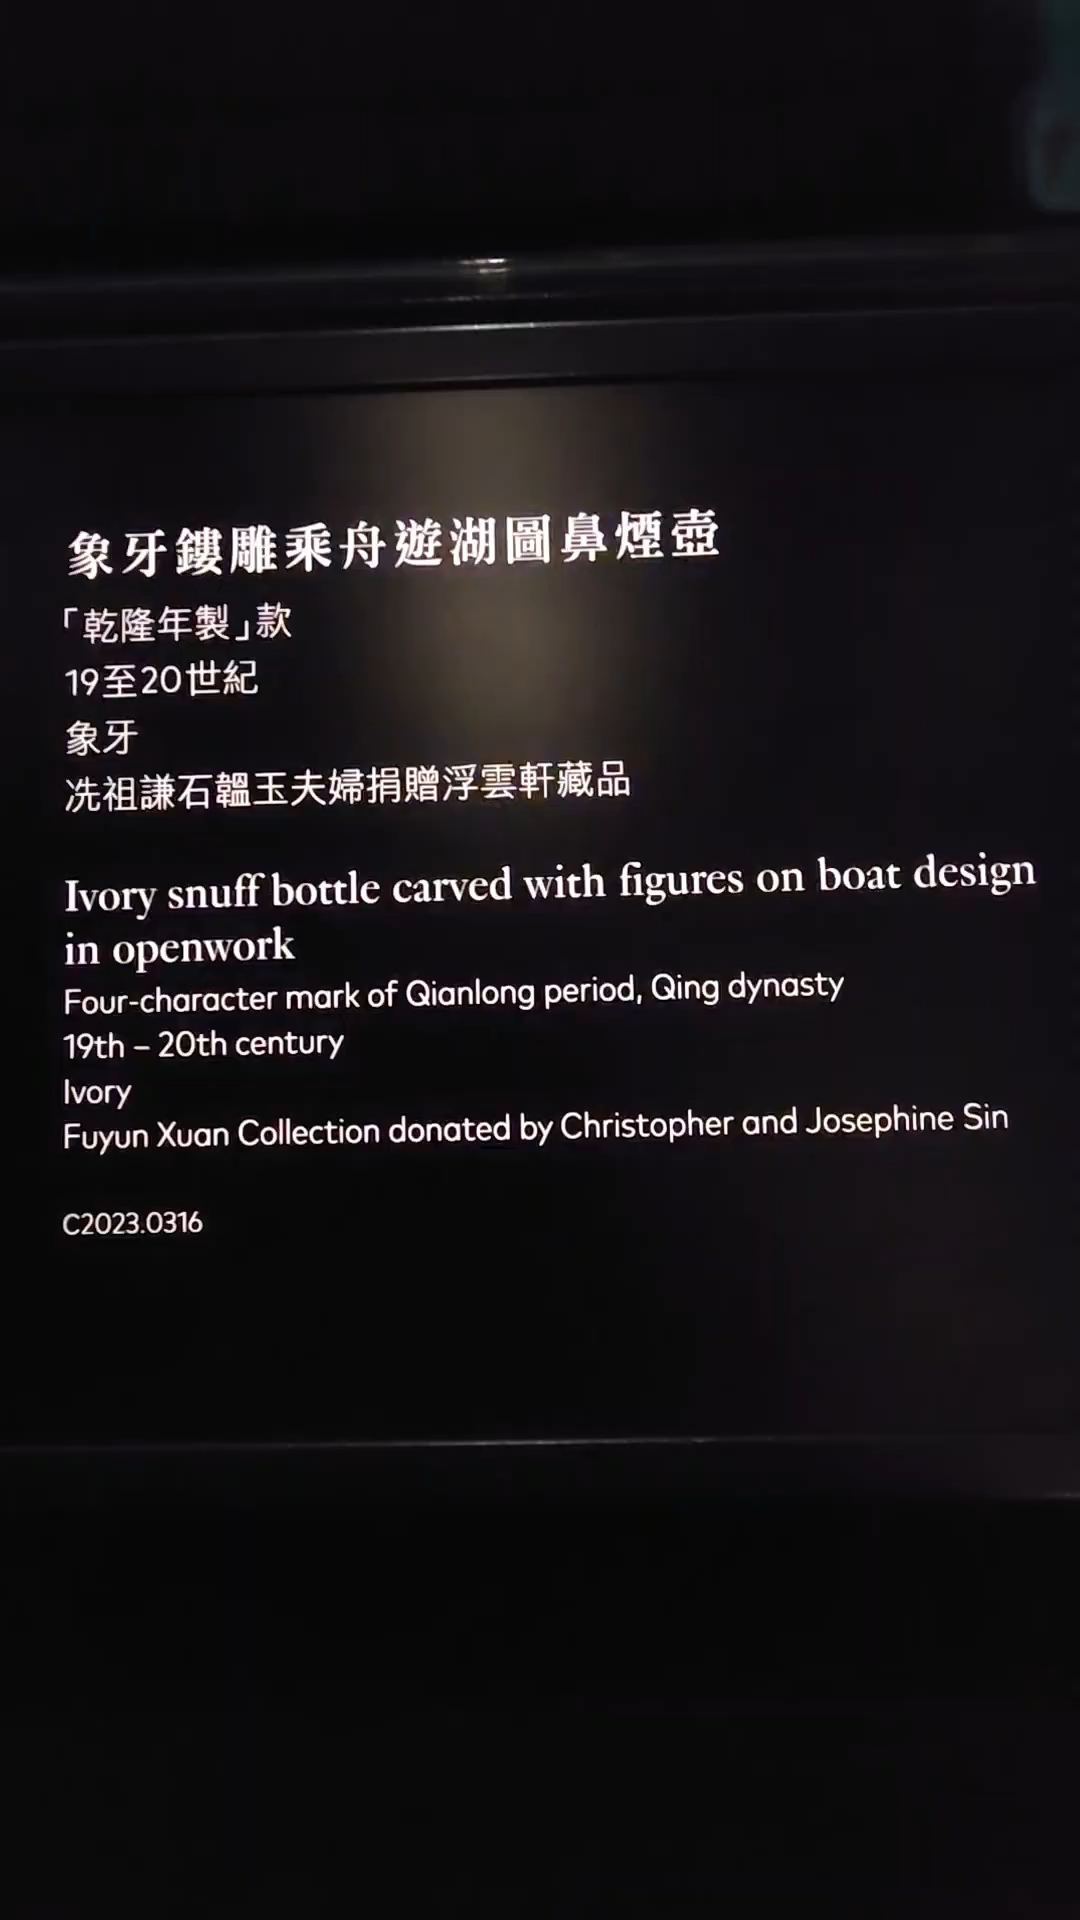 象牙鏤雕乘舟遊湖圖鼻煙壺
「乾隆年製」款
19至20世紀
象牙
冼祖謙石韞玉夫婦捐贈浮雲軒藏品
Ivory snuff bottle carved with figures on boat design
in openwork
Four-character mark of Qianlong period, Qing dynasty
19th – 20th century
Ivory
Fuyun Xuan Collection donated by Christopher and Josephine Sin
C2023.0316